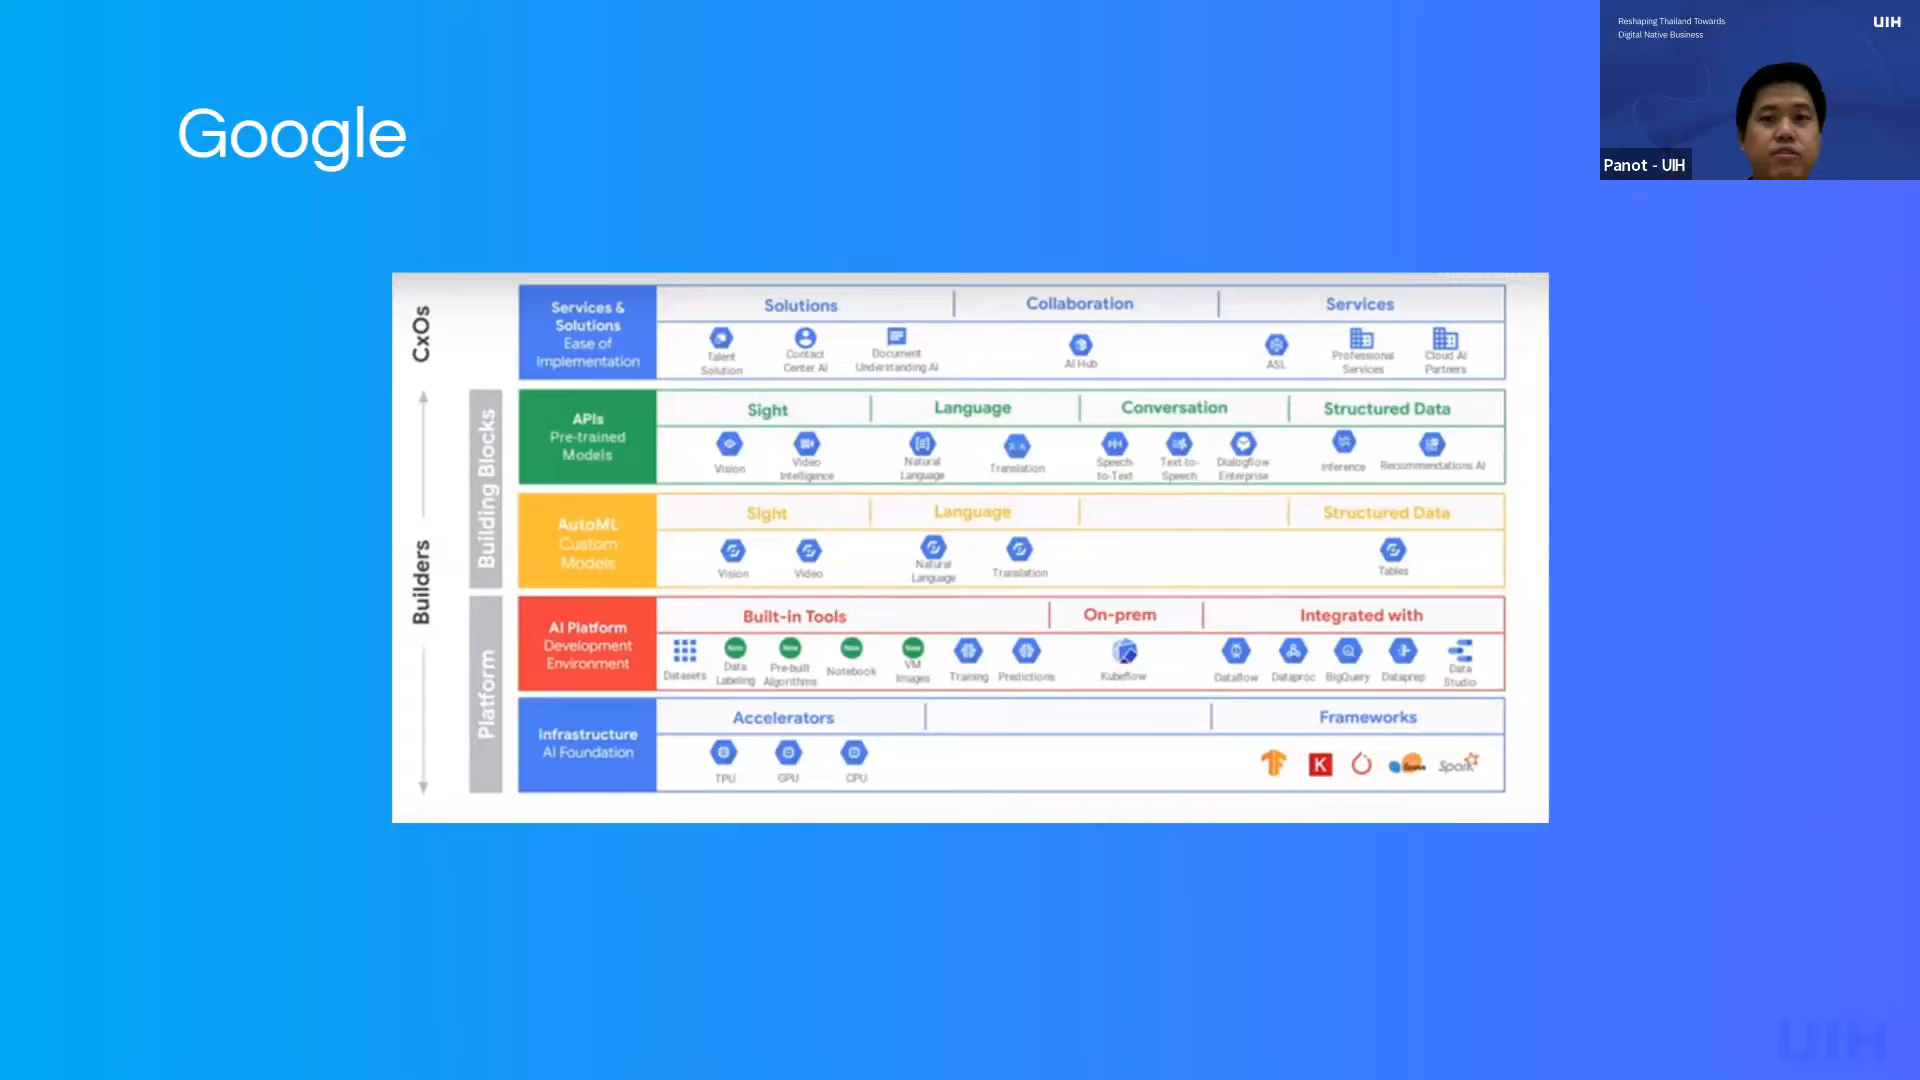 Google
Reshaping Thailand Towards
Digital Native Business
UIH
Panot - UIH
CxOs
Builders
Building Blocks
Platform
Services &
Solutions
Ease of
Implementation
Solutions
Collaboration
Services
Talent
Solution
Contact
Center AI
Document
Understanding AI
AI Hub
ASL
Professional
Services
Cloud AI
Partners
APIs
Pre-trained
Models
Sight
Language
Conversation
Structured Data
Vision
Video
Intelligence
Natural
Language
Translation
Speech-
to-Text
Text-to-
Speech
Dialogflow
Enterprise
Inference
Recommendations AI
AutoML
Custom
Models
Sight
Language
Structured Data
Vision
Video
Natural
Language
Translation
Tables
AI Platform
Development
Environment
Built-in Tools
On-prem
Integrated with
Datasets
New
Data
Labeling
New
Pre-built
Algorithms
New
Notebook
New
VM
Images
Training
Predictions
Kubeflow
Dataflow
Dataproc
BigQuery
Dataprep
Data
Studio
Infrastructure
AI Foundation
Accelerators
Frameworks
TPU
GPU
CPU
K
learn
Spark
UIH